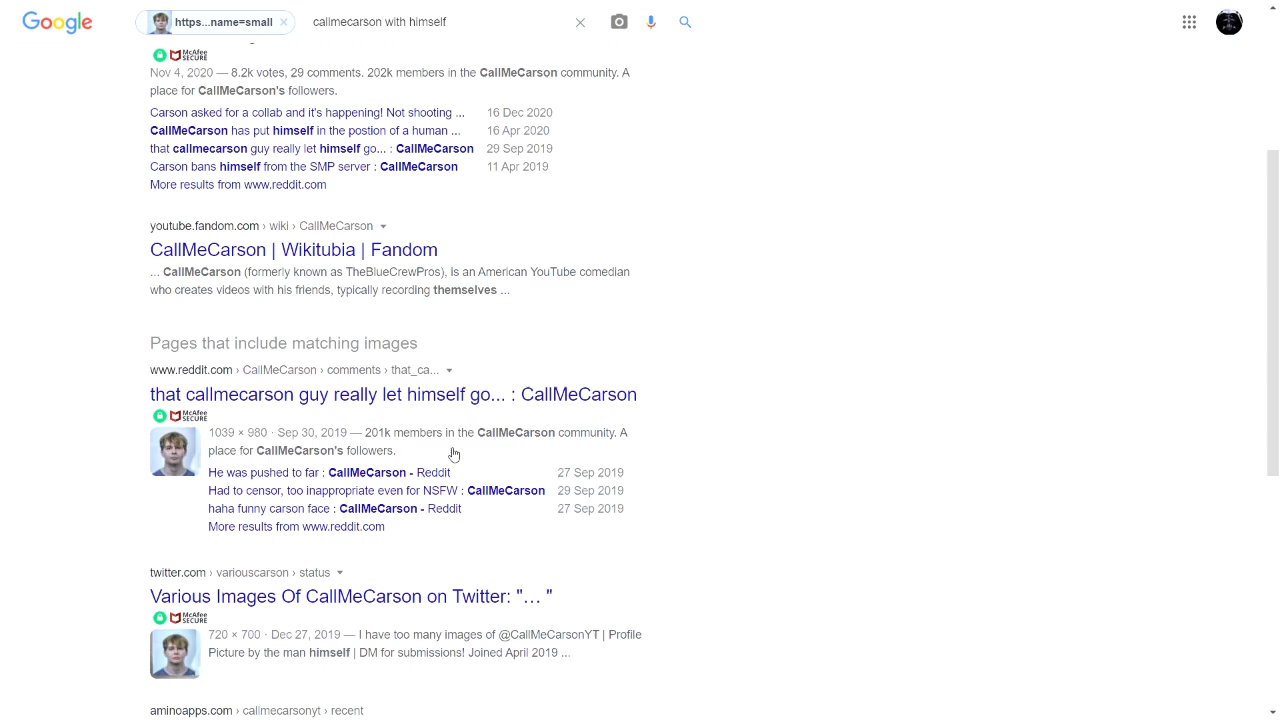 Google
https...name=small
callmecarson with himself
McAfee
SECURE
Nov 4, 2020 — 8.2k votes, 29 comments. 202k members in the CallMeCarson community. A
place for CallMeCarson's followers.
Carson asked for a collab and it's happening! Not shooting ... 16 Dec 2020
CallMeCarson has put himself in the postion of a human ... 16 Apr 2020
that callmecarson guy really let himself go... : CallMeCarson 29 Sep 2019
Carson bans himself from the SMP server : CallMeCarson 11 Apr 2019
More results from www.reddit.com
youtube.fandom.com › wiki › CallMeCarson
CallMeCarson | Wikitubia | Fandom
... CallMeCarson (formerly known as TheBlueCrewPros), is an American YouTube comedian
who creates videos with his friends, typically recording themselves ...
Pages that include matching images
www.reddit.com › CallMeCarson › comments › that_ca...
that callmecarson guy really let himself go... : CallMeCarson
McAfee
SECURE
1039 × 980 · Sep 30, 2019 — 201k members in the CallMeCarson community. A
place for CallMeCarson's followers.
He was pushed to far : CallMeCarson - Reddit 27 Sep 2019
Had to censor, too inappropriate even for NSFW : CallMeCarson 29 Sep 2019
haha funny carson face : CallMeCarson - Reddit 27 Sep 2019
More results from www.reddit.com
twitter.com › variouscarson › status
Various Images Of CallMeCarson on Twitter: "… "
McAfee
SECURE
720 × 700 · Dec 27, 2019 — I have too many images of @CallMeCarsonYT | Profile
Picture by the man himself | DM for submissions! Joined April 2019 ...
aminoapps.com › callmecarsonyt › recent